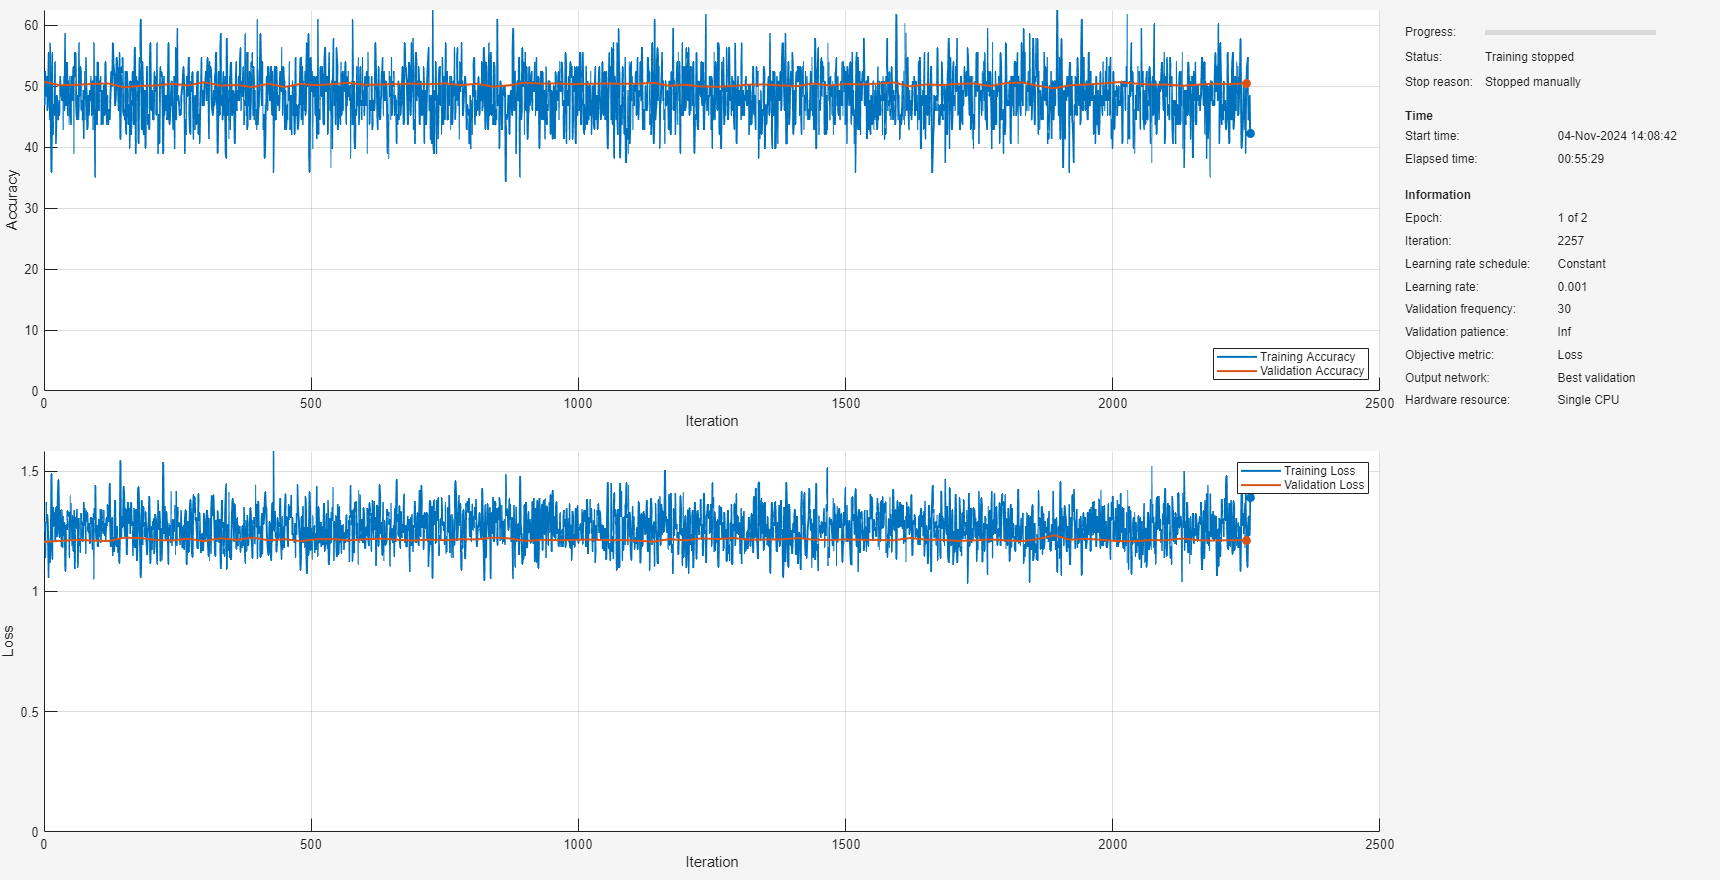 60
50
40
30
20
10
0
Accuracy
0
500
1000
1500
2000
2500
Iteration
Training Accuracy
Validation Accuracy
1.5
1
0.5
0
Loss
0
500
1000
1500
2000
2500
Iteration
Training Loss
Validation Loss
Progress:
Status: Training stopped
Stop reason: Stopped manually
Time
Start time: 04-Nov-2024 14:08:42
Elapsed time: 00:55:29
Information
Epoch: 1 of 2
Iteration: 2257
Learning rate schedule: Constant
Learning rate: 0.001
Validation frequency: 30
Validation patience: Inf
Objective metric: Loss
Output network: Best validation
Hardware resource: Single CPU